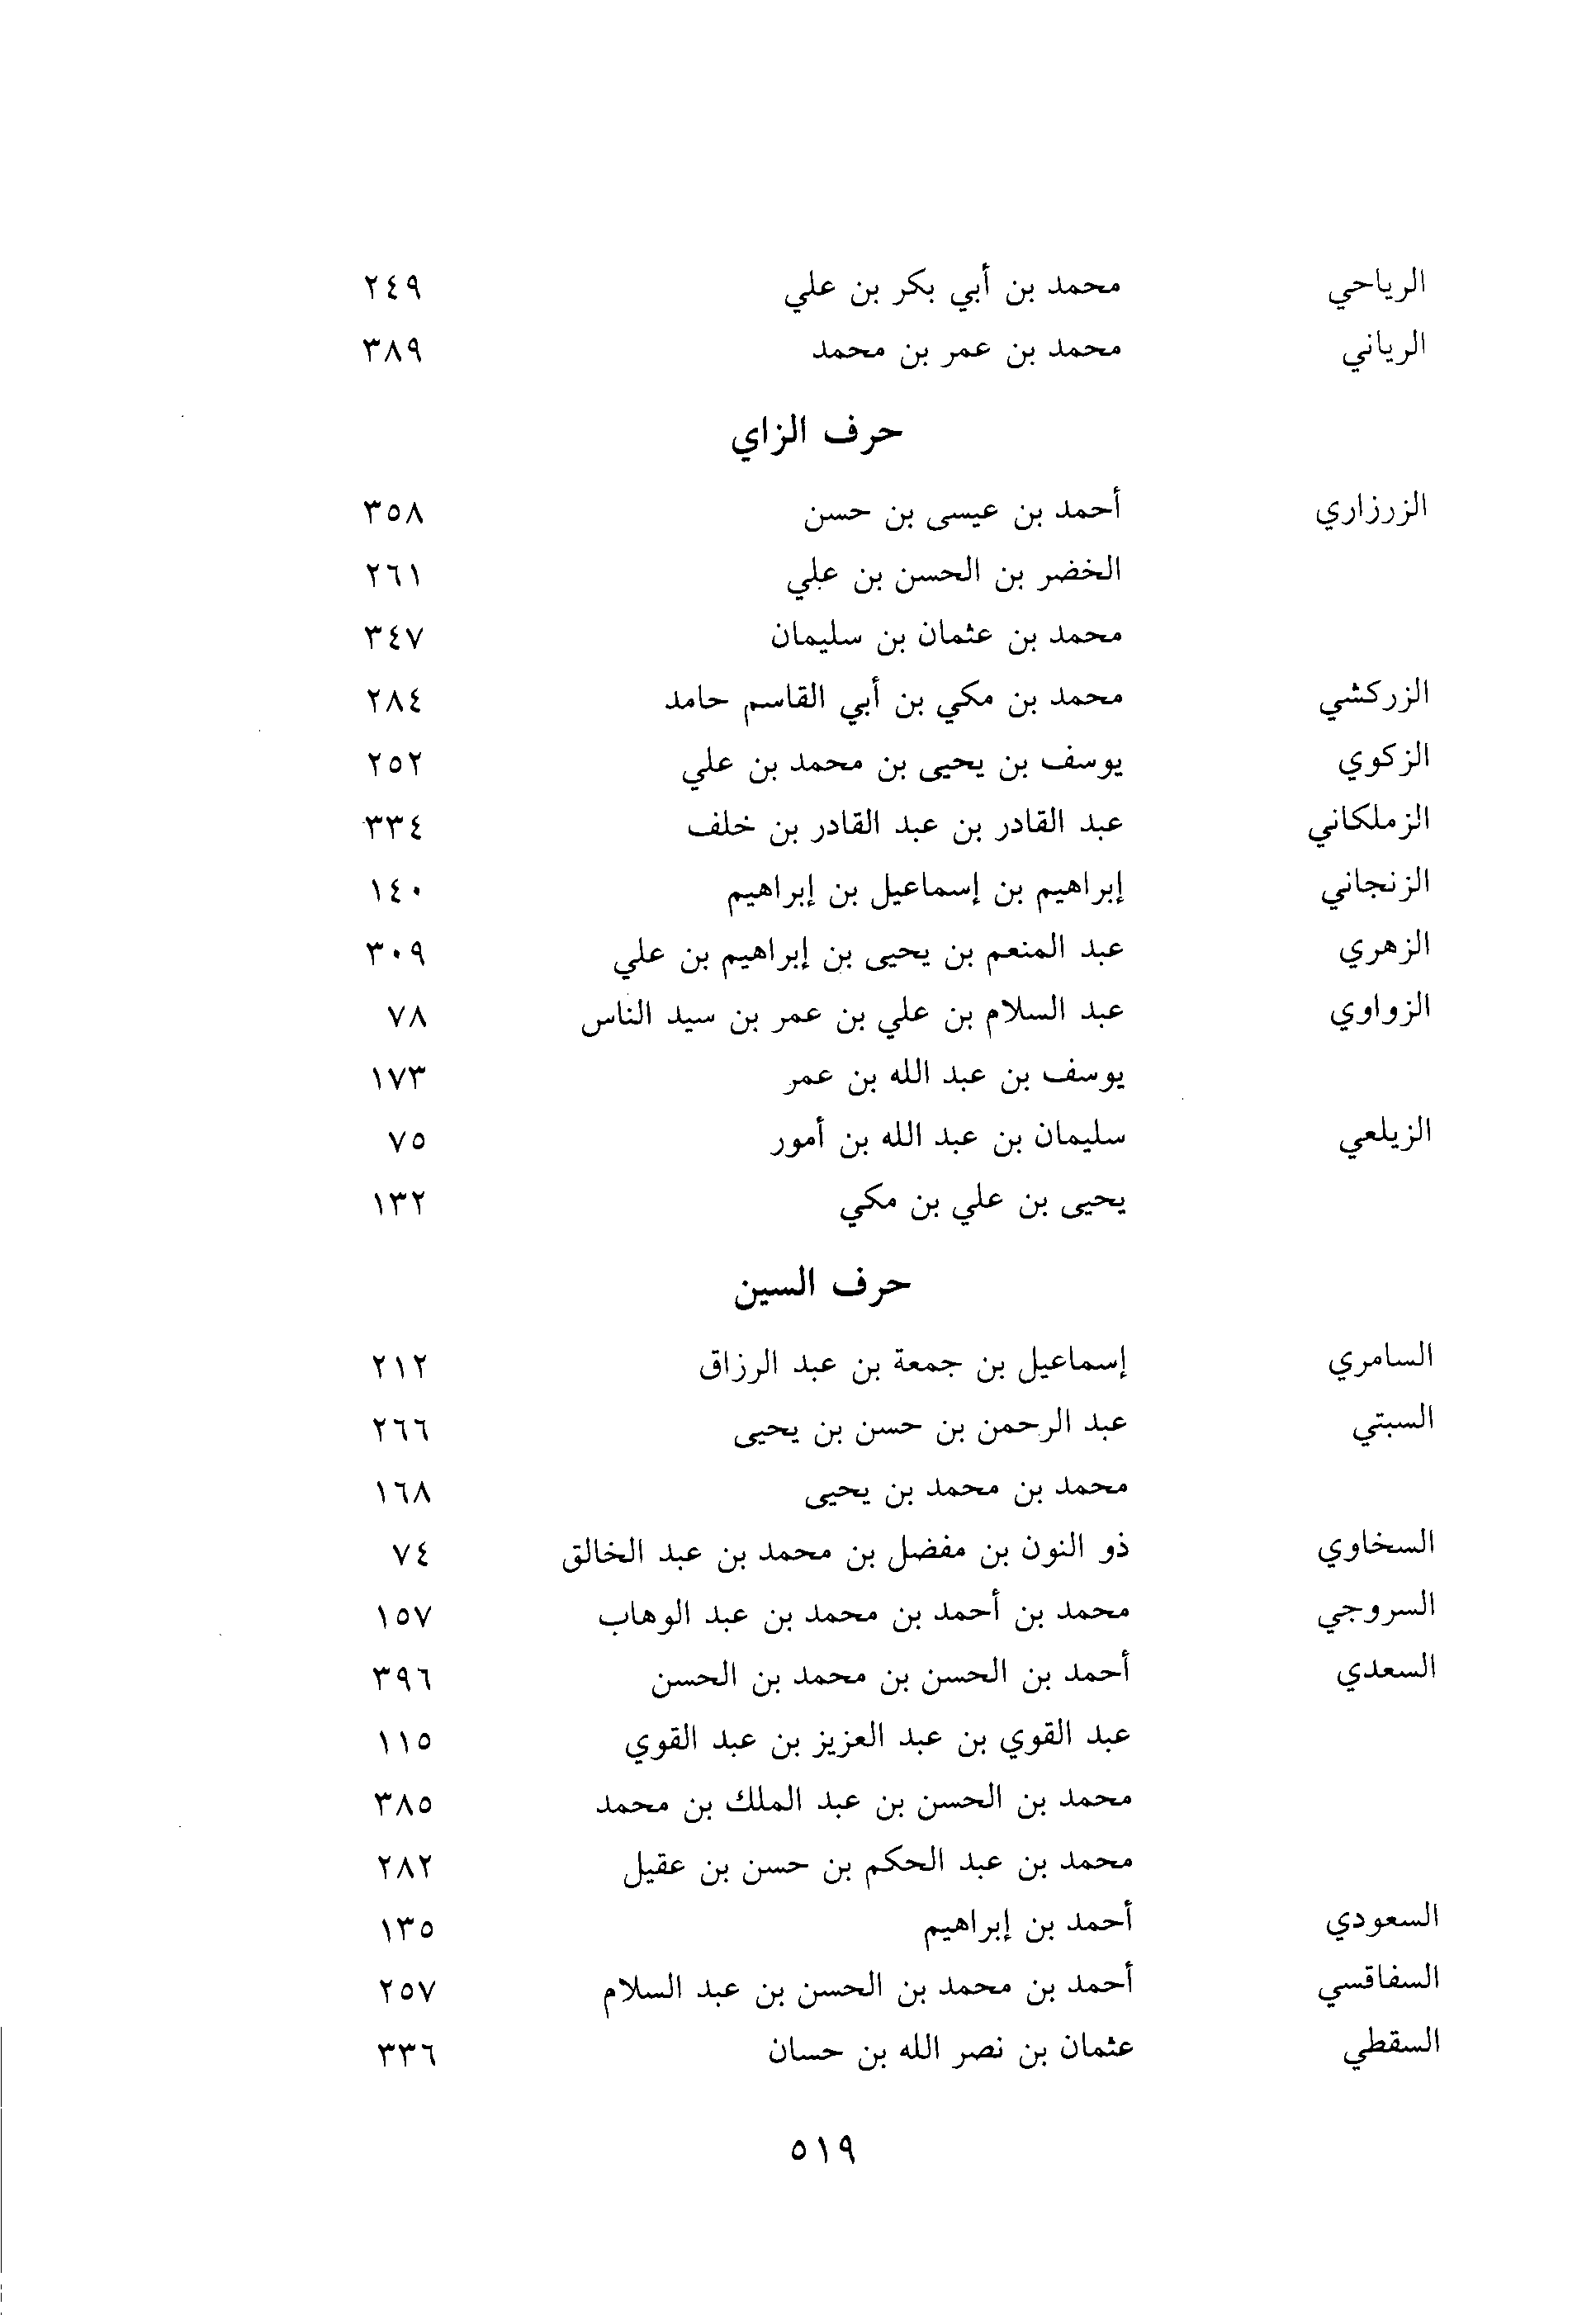 الرياحي محمد بن أبي بكر بن علي ٢٤٩
الرياني محمد بن عمر بن محمد ٣٨٩
حرف الزاي
الزرزاري أحمد بن عيسى بن حسن ٣٥٨
الخضر بن الحسن بن علي ٢٦١
محمد بن عثمان بن سليمان ٣٤٧
الزركشي محمد بن مكي بن أبي القاسم حامد ٢٨٤
الزكوي يوسف بن يحيى بن محمد بن علي ٢٥٢
الزملكاني عبد القادر بن عبد القادر بن خلف ٣٣٤
الزنجاني إبراهيم بن إسماعيل بن إبراهيم ١٤٠
الزهري عبد المنعم بن يحيى بن إبراهيم بن علي ٣٠٩
الزواوي عبد السلام بن علي بن عمر بن سيد الناس ٧٨
يوسف بن عبد الله بن عمر ١٧٣
الزيلعي سليمان بن عبد الله بن أمور ٧٥
يحيى بن علي بن مكي ١٣٢
حرف السين
السامري إسماعيل بن جمعة بن عبد الرزاق ٢١٢
السبتي عبد الرحمن بن حسن بن يحيى ٢٦٦
محمد بن محمد بن يحيى ١٦٨
السخاوي ذو النون بن مفضل بن محمد بن عبد الخالق ٧٤
السروجي محمد بن أحمد بن محمد بن عبد الوهاب ١٥٧
السعدي أحمد بن الحسن بن محمد بن الحسن ٣٩٦
عبد القوي بن عبد العزيز بن عبد القوي ١١٥
محمد بن الحسن بن عبد الملك بن محمد ٣٨٥
محمد بن عبد الحكم بن حسن بن عقيل ٢٨٢
السعودي أحمد بن إبراهيم ١٣٥
السفاقسي أحمد بن محمد بن الحسن بن عبد السلام ٢٥٧
السقطي عثمان بن نصر الله بن حسان ٣٣٦
٥١٩